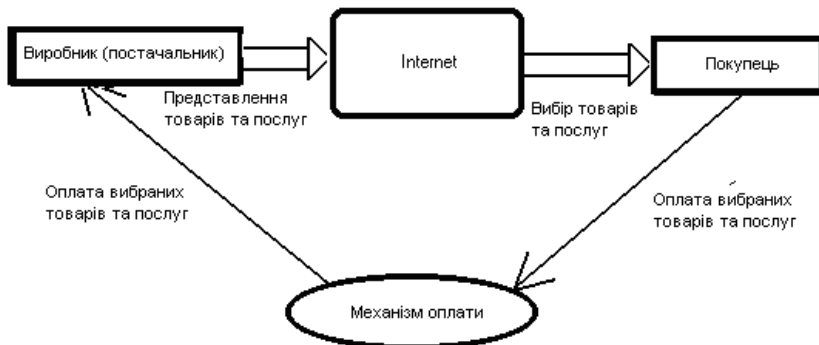 Виробник (постачальник)
Internet
Покупець
Представлення
товарів та послуг
Вибір товарів
та послуг
Оплата вибраних
товарів та послуг
Оплата вибраних
товарів та послуг
Механізм оплати